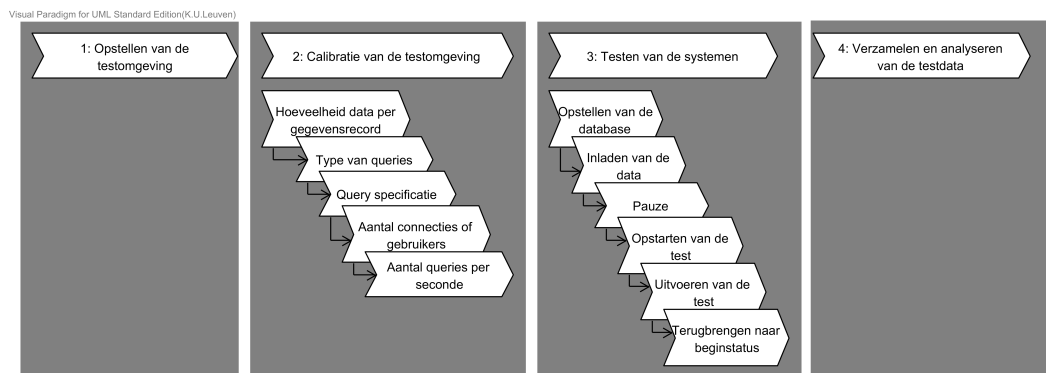 Visual Paradigm for UML Standard Edition(K.U.Leuven)
1: Opstellen van de
testomgeving
2: Calibratie van de testomgeving
Hoeveelheid data per
gegevensrecord
Type van queries
Query specificatie
Aantal connecties of
gebruikers
Aantal queries per
seconde
3: Testen van de systemen
Opstellen van de
database
Inladen van de
data
Pauze
Opstarten van de
test
Uitvoeren van de
test
Terugbrengen naar
beginstatus
4: Verzamelen en analyseren
van de testdata